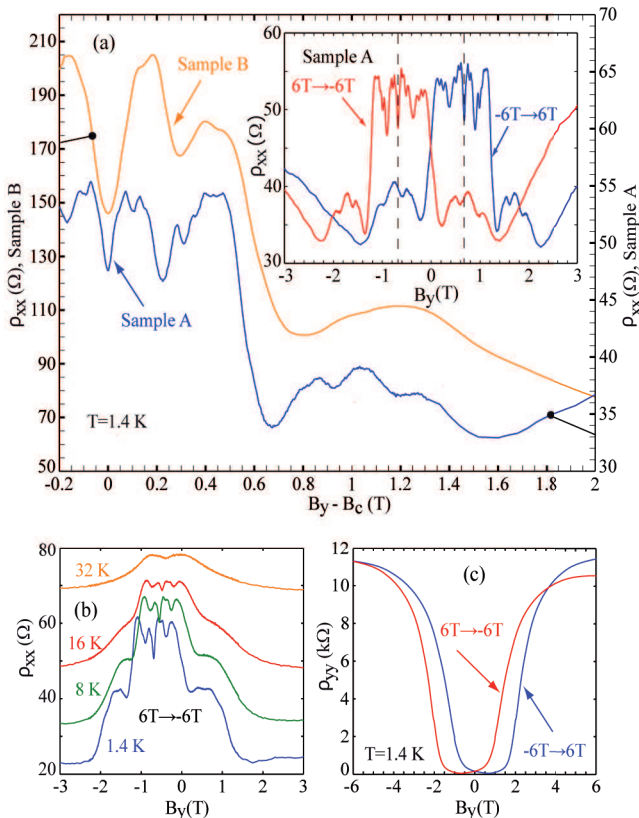 (a)
Sample B
Sample A
T=1.4 K
210
190
170
150
130
110
90
70
50
ρxx (Ω), Sample B
70
65
60
55
50
45
40
35
30
ρxx (Ω), Sample A
-0.2 0 0.2 0.4 0.6 0.8 1 1.2 1.4 1.6 1.8 2
By - Bc (T)
Sample A
6T→-6T
-6T→6T
60
50
40
30
ρxx (Ω)
-3 -2 -1 0 1 2 3
By(T)
(b)
32 K
16 K
8 K
1.4 K
6T→-6T
80
60
40
20
ρxx (Ω)
-3 -2 -1 0 1 2 3
By(T)
(c)
6T→-6T
-6T→6T
T=1.4 K
12
10
8
6
4
2
0
ρyy (kΩ)
-6 -4 -2 0 2 4 6
By(T)